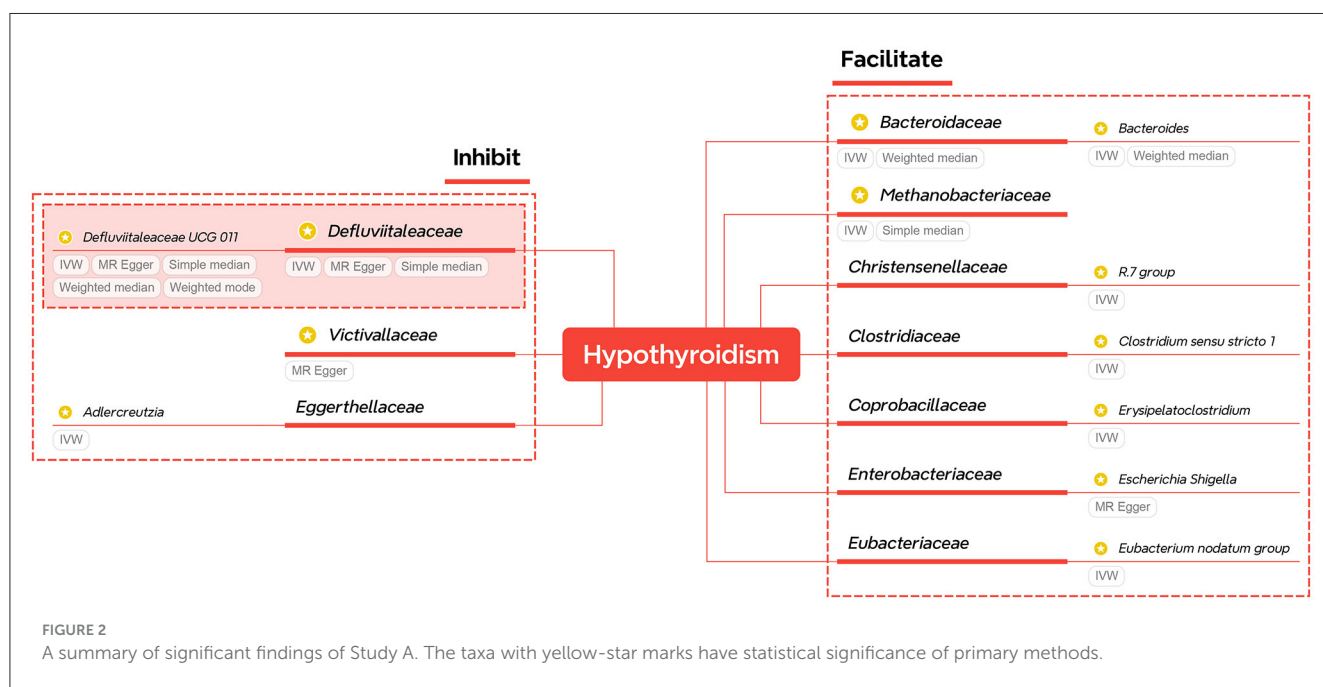 Facilitate
Bacteroidaceae
IVW Weighted median
Bacteroides
IVW Weighted median
Methanobacteriaceae
IVW Simple median
Christensenellaceae
R.7 group
IVW
Clostridiaceae
Clostridium sensu stricto 1
IVW
Coprobacillaceae
Erysipelatoclostridium
IVW
Enterobacteriaceae
Escherichia Shigella
MR Egger
Eubacteriaceae
Eubacterium nodatum group
IVW
Inhibit
Defluviitaleaceae UCG 011
IVW MR Egger Simple median
Weighted median Weighted mode
Defluviitaleaceae
IVW MR Egger Simple median
Victivallaceae
MR Egger
Adlercreutzia
IVW
Eggerthellaceae
Hypothyroidism
FIGURE 2
A summary of significant findings of Study A. The taxa with yellow-star marks have statistical significance of primary methods.